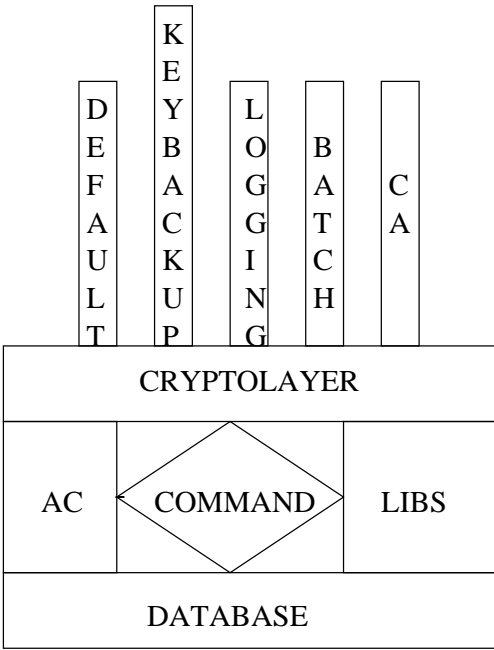 DEFAULT
KEYBACKUP
LOGGING
BATCH
CA
CRYPTOLAYER
AC
COMMAND
LIBS
DATABASE